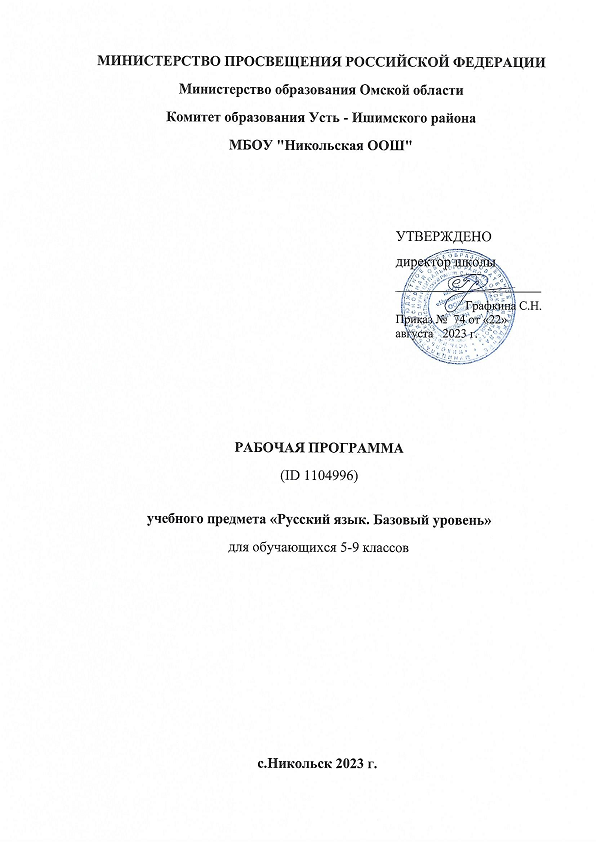 МИНИСТЕРСТВО ПРОСВЕЩЕНИЯ РОССИЙСКОЙ ФЕДЕРАЦИИ
Министерство образования Омской области
Комитет образования Усть - Ишимского района
МБОУ "Никольская ООШ"
УТВЕРЖДЕНО
директор школы
Графкина С.Н.
Приказ № 74 от «22»
августа 2023 г.
РАБОЧАЯ ПРОГРАММА
(ID 1104996)
учебного предмета «Русский язык. Базовый уровень»
для обучающихся 5-9 классов
с.Никольск 2023 г.